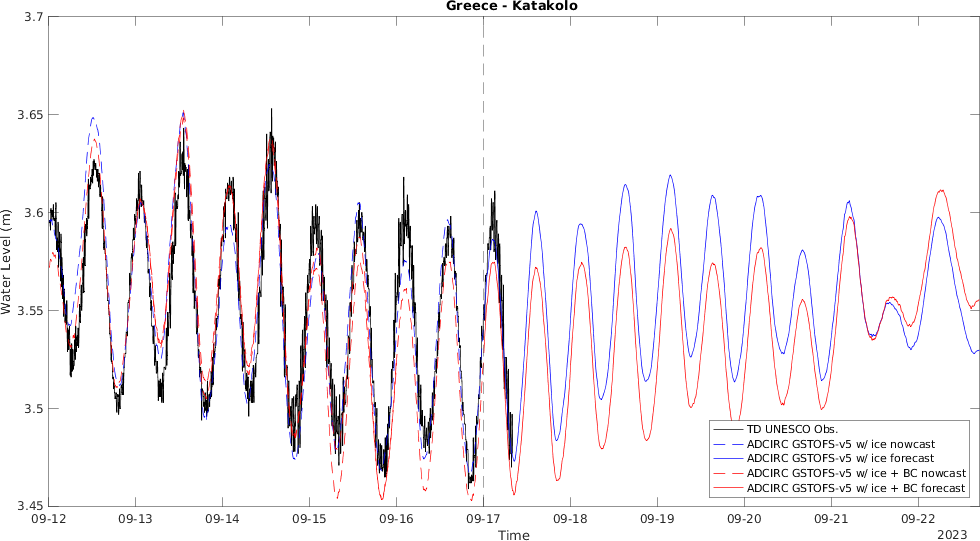 Greece - Katakolo
3.7
3.65
3.6
3.55
3.5
3.45
Water Level (m)
09-12 09-13 09-14 09-15 09-16 09-17 09-18 09-19 09-20 09-21 09-22
Time
2023
TD UNESCO Obs.
ADCIRC GSTOFS-v5 w/ ice nowcast
ADCIRC GSTOFS-v5 w/ ice forecast
ADCIRC GSTOFS-v5 w/ ice + BC nowcast
ADCIRC GSTOFS-v5 w/ ice + BC forecast